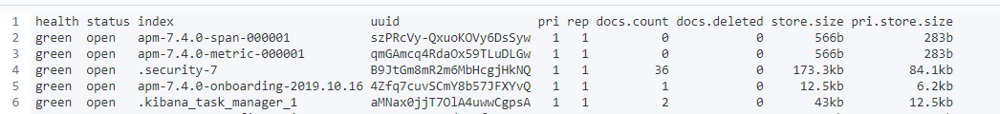 1 health status index uuid pri rep docs.count docs.deleted store.size pri.store.size
2 green open apm-7.4.0-span-000001 szPRcVy-QxuoKOVy6DsSyw 1 1 0 0 566b 283b
3 green open apm-7.4.0-metric-000001 qmGAmcq4RdaOx59TLuDLGw 1 1 0 0 566b 283b
4 green open .security-7 B9JtGm8mR2m6MbHcgjHkNQ 1 1 36 0 173.3kb 84.1kb
5 green open apm-7.4.0-onboarding-2019.10.16 4Zfq7cuvSCmY8b57JFXYvQ 1 1 1 0 12.5kb 6.2kb
6 green open .kibana_task_manager_1 aMNax0jjT7OlA4uwwCgpsA 1 1 2 0 43kb 12.5kb